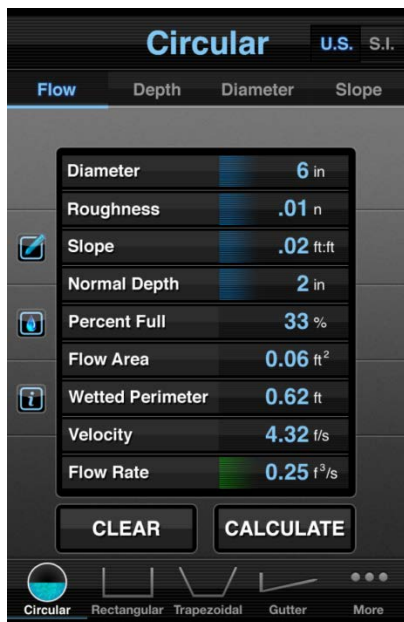 Circular U.S. S.I.
Flow Depth Diameter Slope
Diameter 6 in
Roughness .01 n
Slope .02 ft:ft
Normal Depth 2 in
Percent Full 33 %
Flow Area 0.06 ft²
Wetted Perimeter 0.62 ft
Velocity 4.32 f/s
Flow Rate 0.25 f³/s
CLEAR CALCULATE
Circular Rectangular Trapezoidal Gutter More